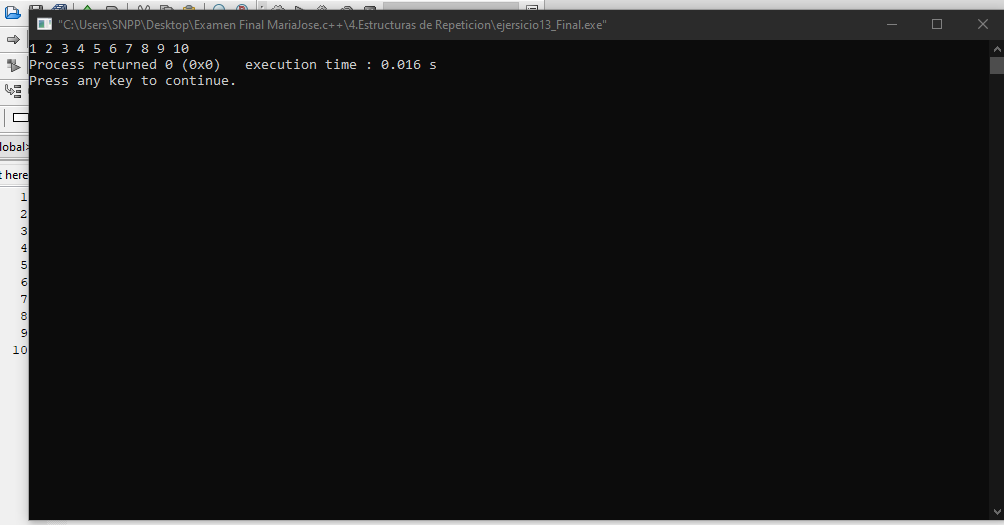 "C:\Users\SNPP\Desktop\Examen Final MariaJose.c++\4.Estructuras de Repeticion\ejersicio13_Final.exe"
1 2 3 4 5 6 7 8 9 10
Process returned 0 (0x0)   execution time : 0.016 s
Press any key to continue.
lobal>
t here
1
2
3
4
5
6
7
8
9
10